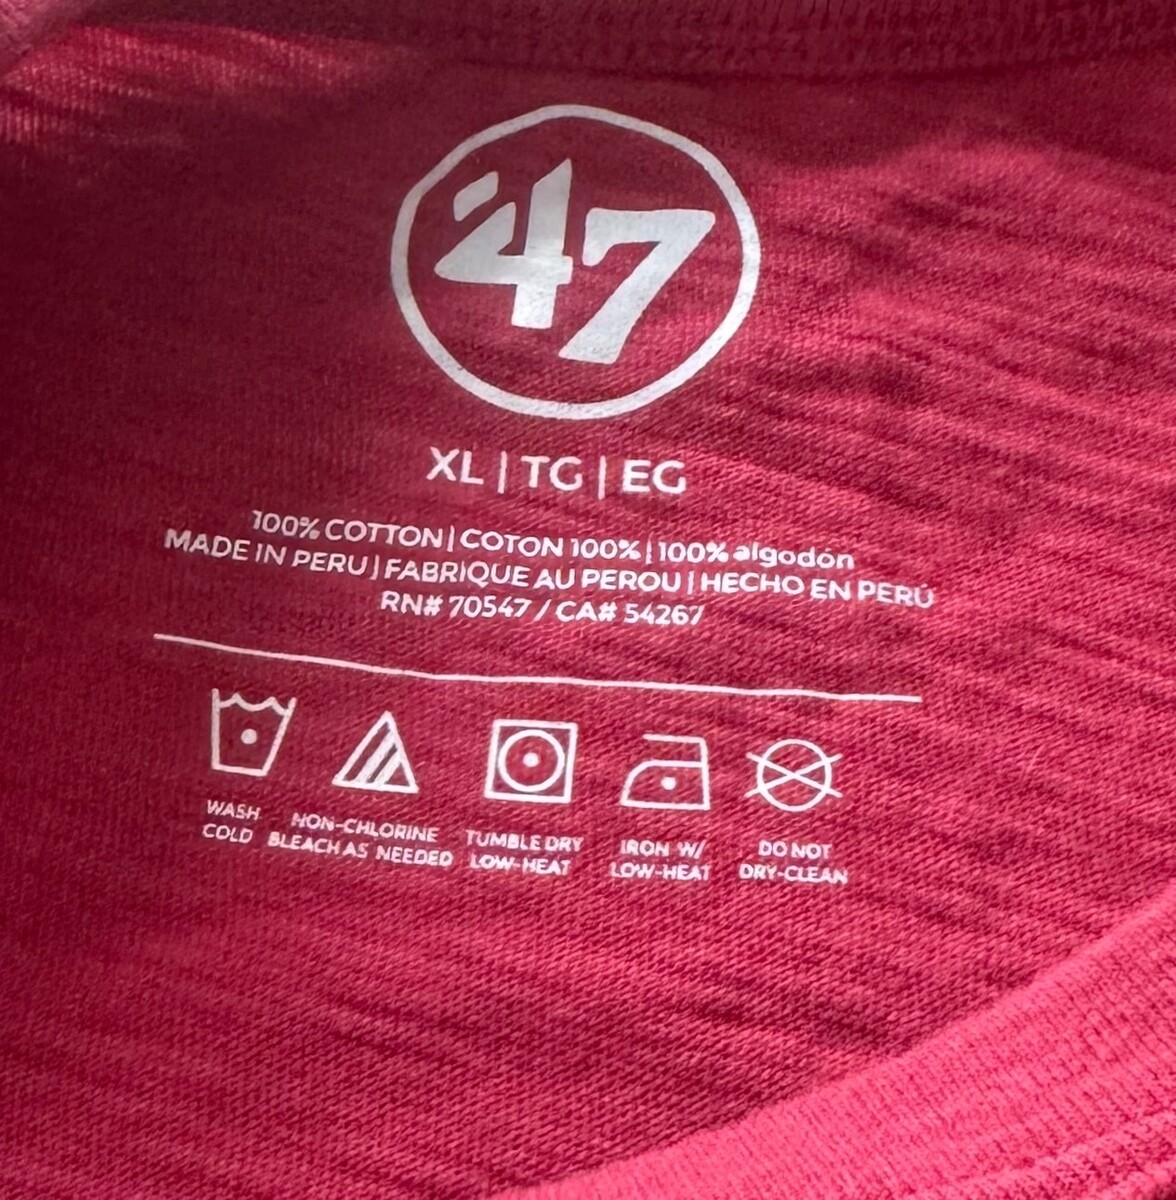 '47
XL | TG | EG
100% COTTON | COTON 100% | 100% algodón
MADE IN PERU | FABRIQUE AU PEROU | HECHO EN PERÚ
RN# 70547 / CA# 54267
WASH COLD
NON-CHLORINE BLEACH AS NEEDED
TUMBLE DRY LOW-HEAT
IRON W/ LOW-HEAT
DO NOT DRY-CLEAN